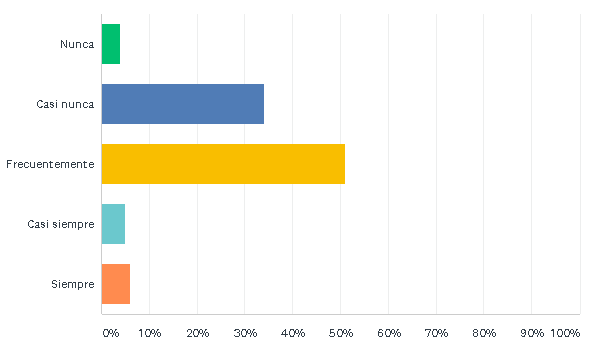 Nunca
Casi nunca
Frecuentemente
Casi siempre
Siempre
0% 10% 20% 30% 40% 50% 60% 70% 80% 90% 100%